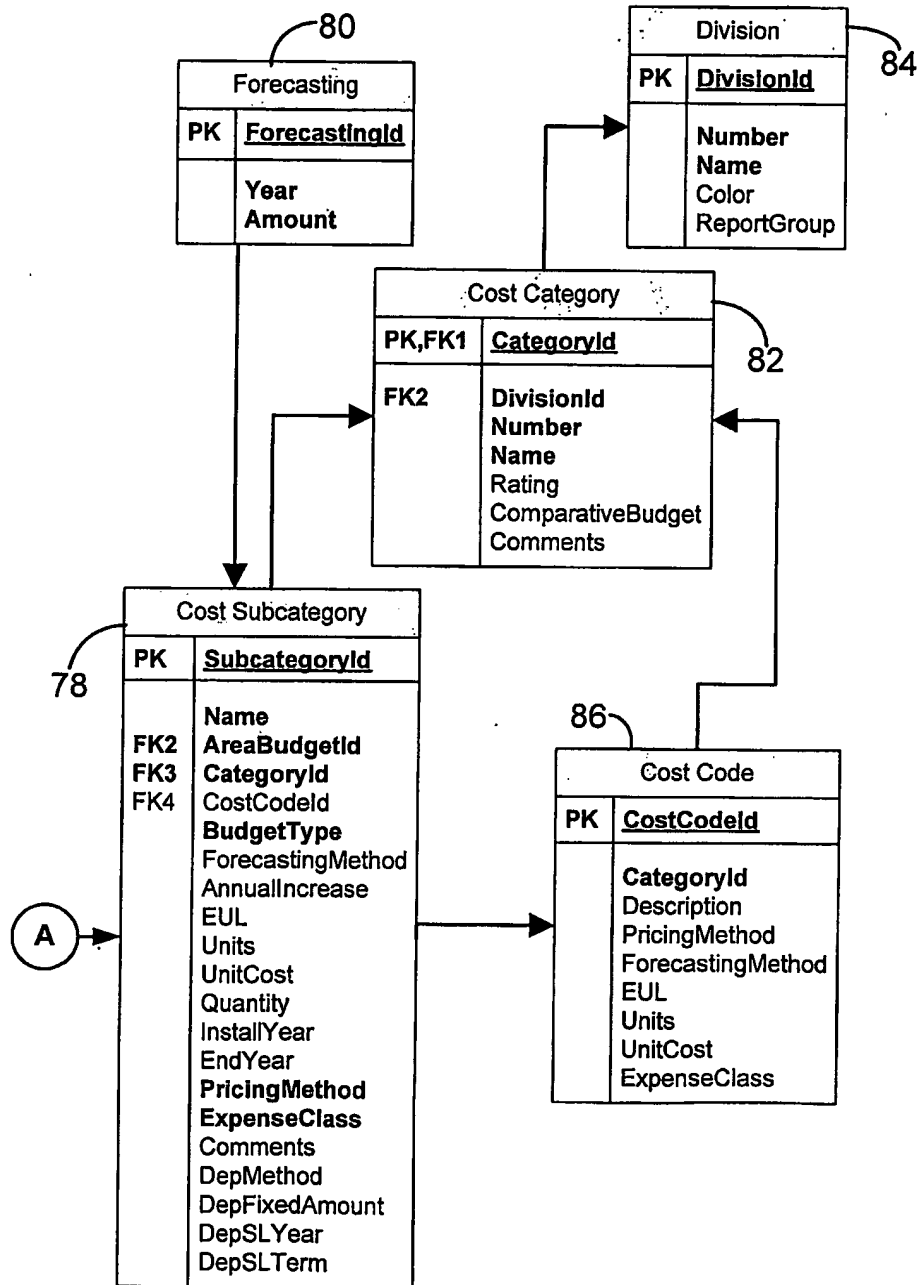 80
Forecasting
PK ForecastingId
Year
Amount
Division
84
PK DivisionId
Number
Name
Color
ReportGroup
Cost Category
82
PK,FK1 CategoryId
FK2 DivisionId
Number
Name
Rating
ComparativeBudget
Comments
Cost Subcategory
78
PK SubcategoryId
Name
FK2 AreaBudgetId
FK3 CategoryId
FK4 CostCodeId
BudgetType
ForecastingMethod
AnnualIncrease
EUL
Units
UnitCost
Quantity
InstallYear
EndYear
PricingMethod
ExpenseClass
Comments
DepMethod
DepFixedAmount
DepSLYear
DepSLTerm
A
86
Cost Code
PK CostCodeId
CategoryId
Description
PricingMethod
ForecastingMethod
EUL
Units
UnitCost
ExpenseClass